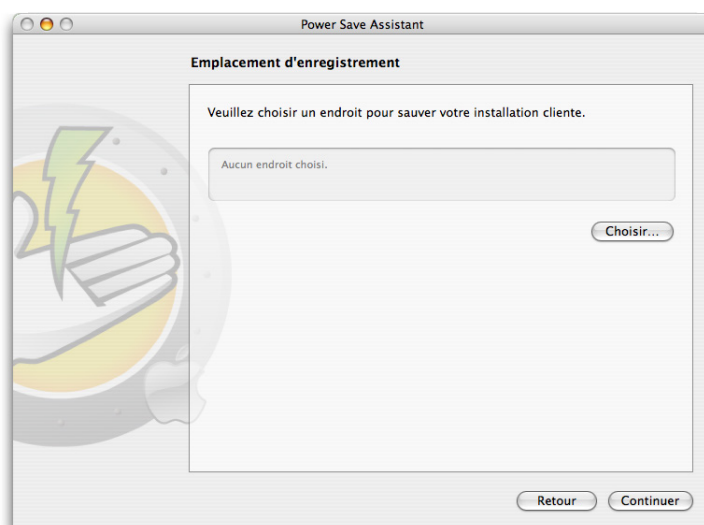 Power Save Assistant
Emplacement d'enregistrement
Veuillez choisir un endroit pour sauver votre installation cliente.
Aucun endroit choisi.
Choisir...
Retour
Continuer